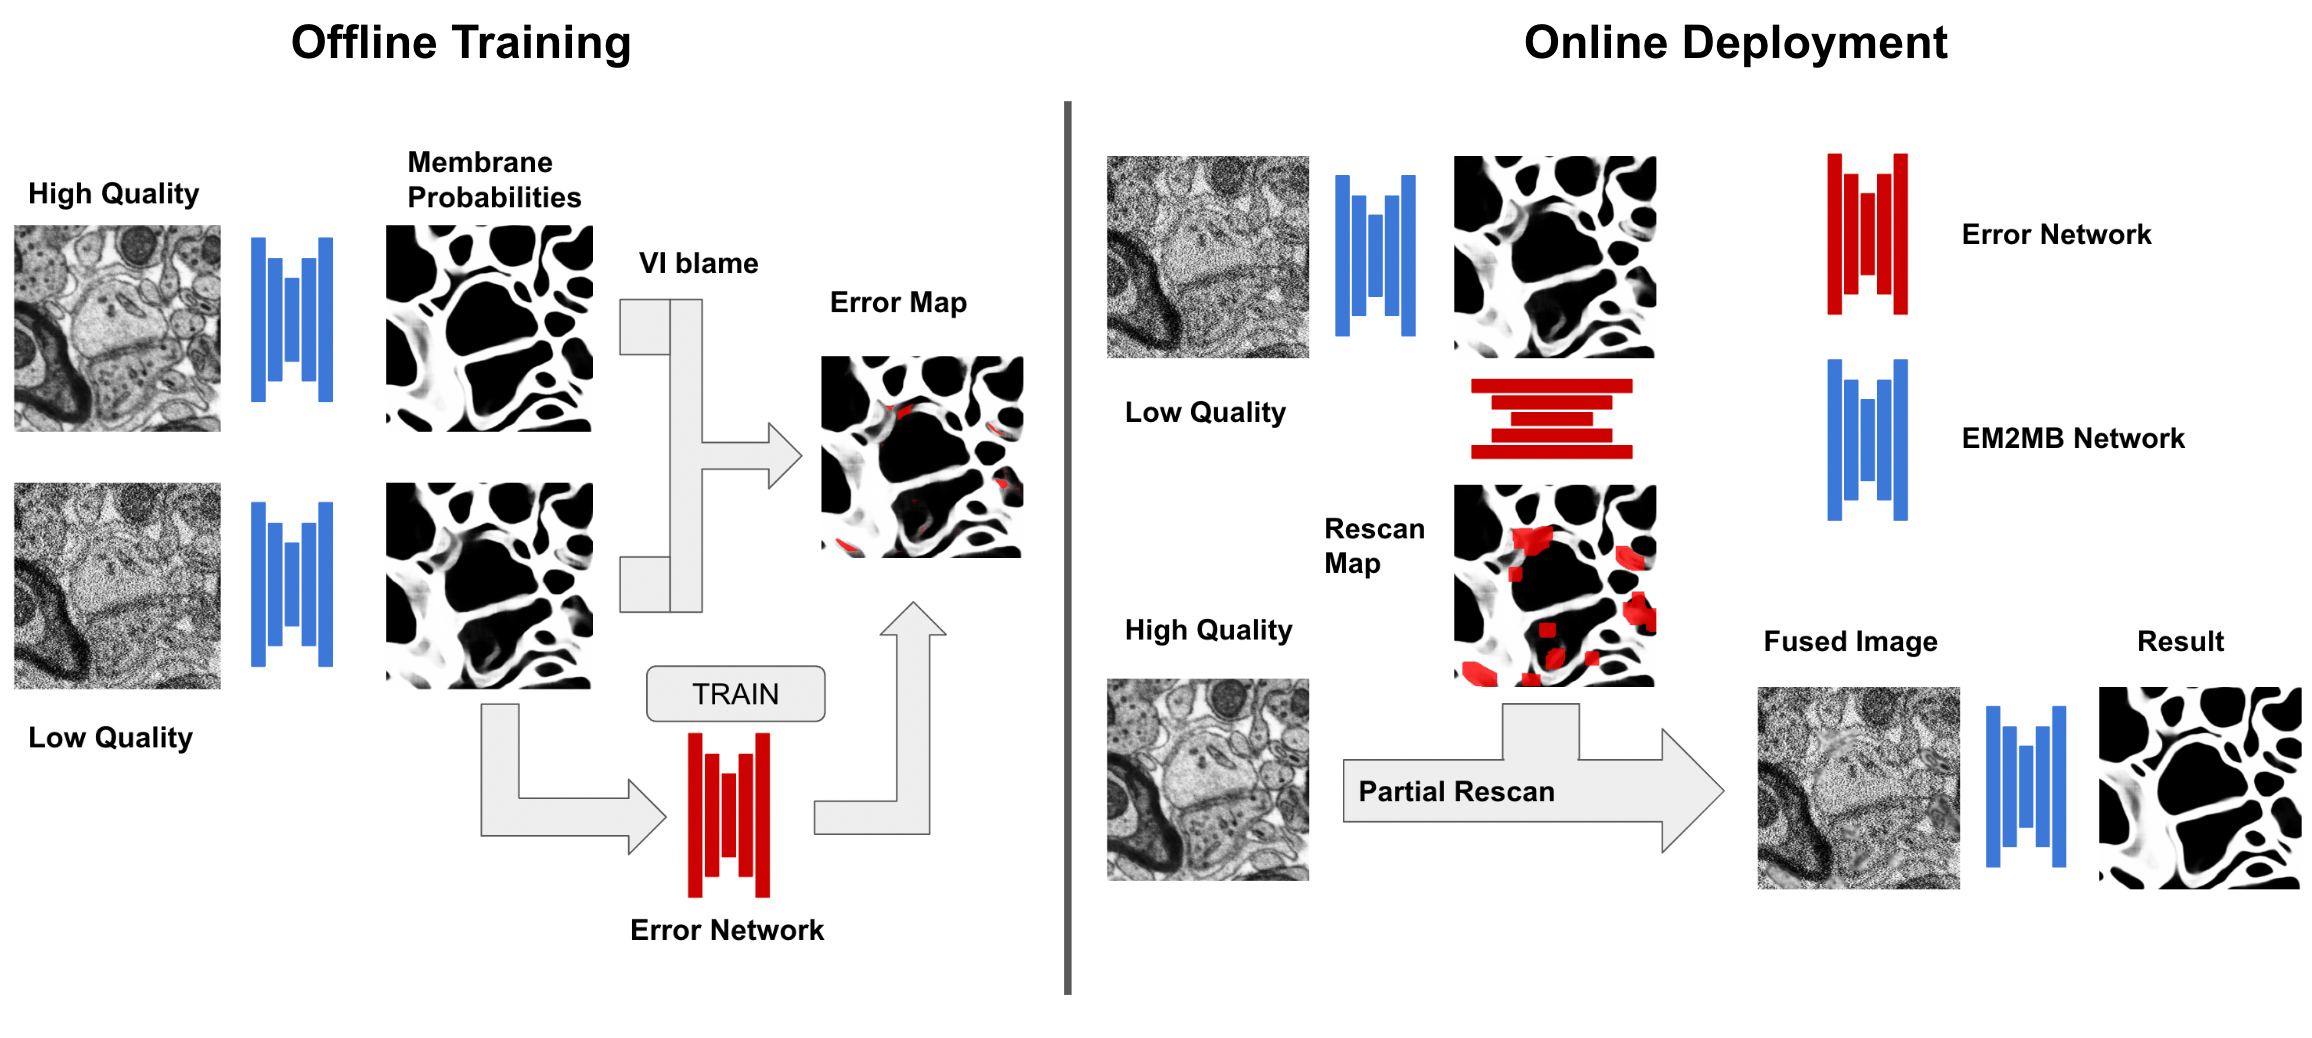 Offline Training
High Quality
Membrane
Probabilities
VI blame
Error Map
Low Quality
TRAIN
Error Network
Online Deployment
Low Quality
Error Network
EM2MB Network
Rescan
Map
High Quality
Partial Rescan
Fused Image
Result